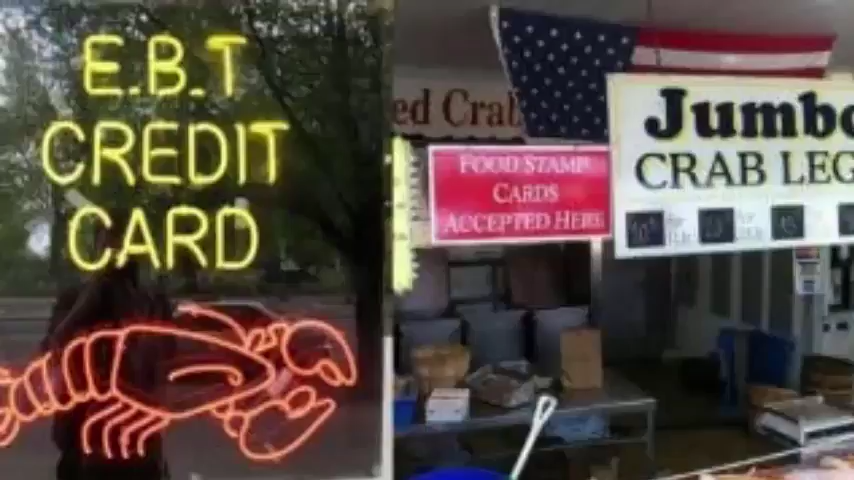 E.B.T
CREDIT
CARD
ed Crab
FOOD STAMP
CARDS
ACCEPTED HERE
Jumbo
CRAB LEG